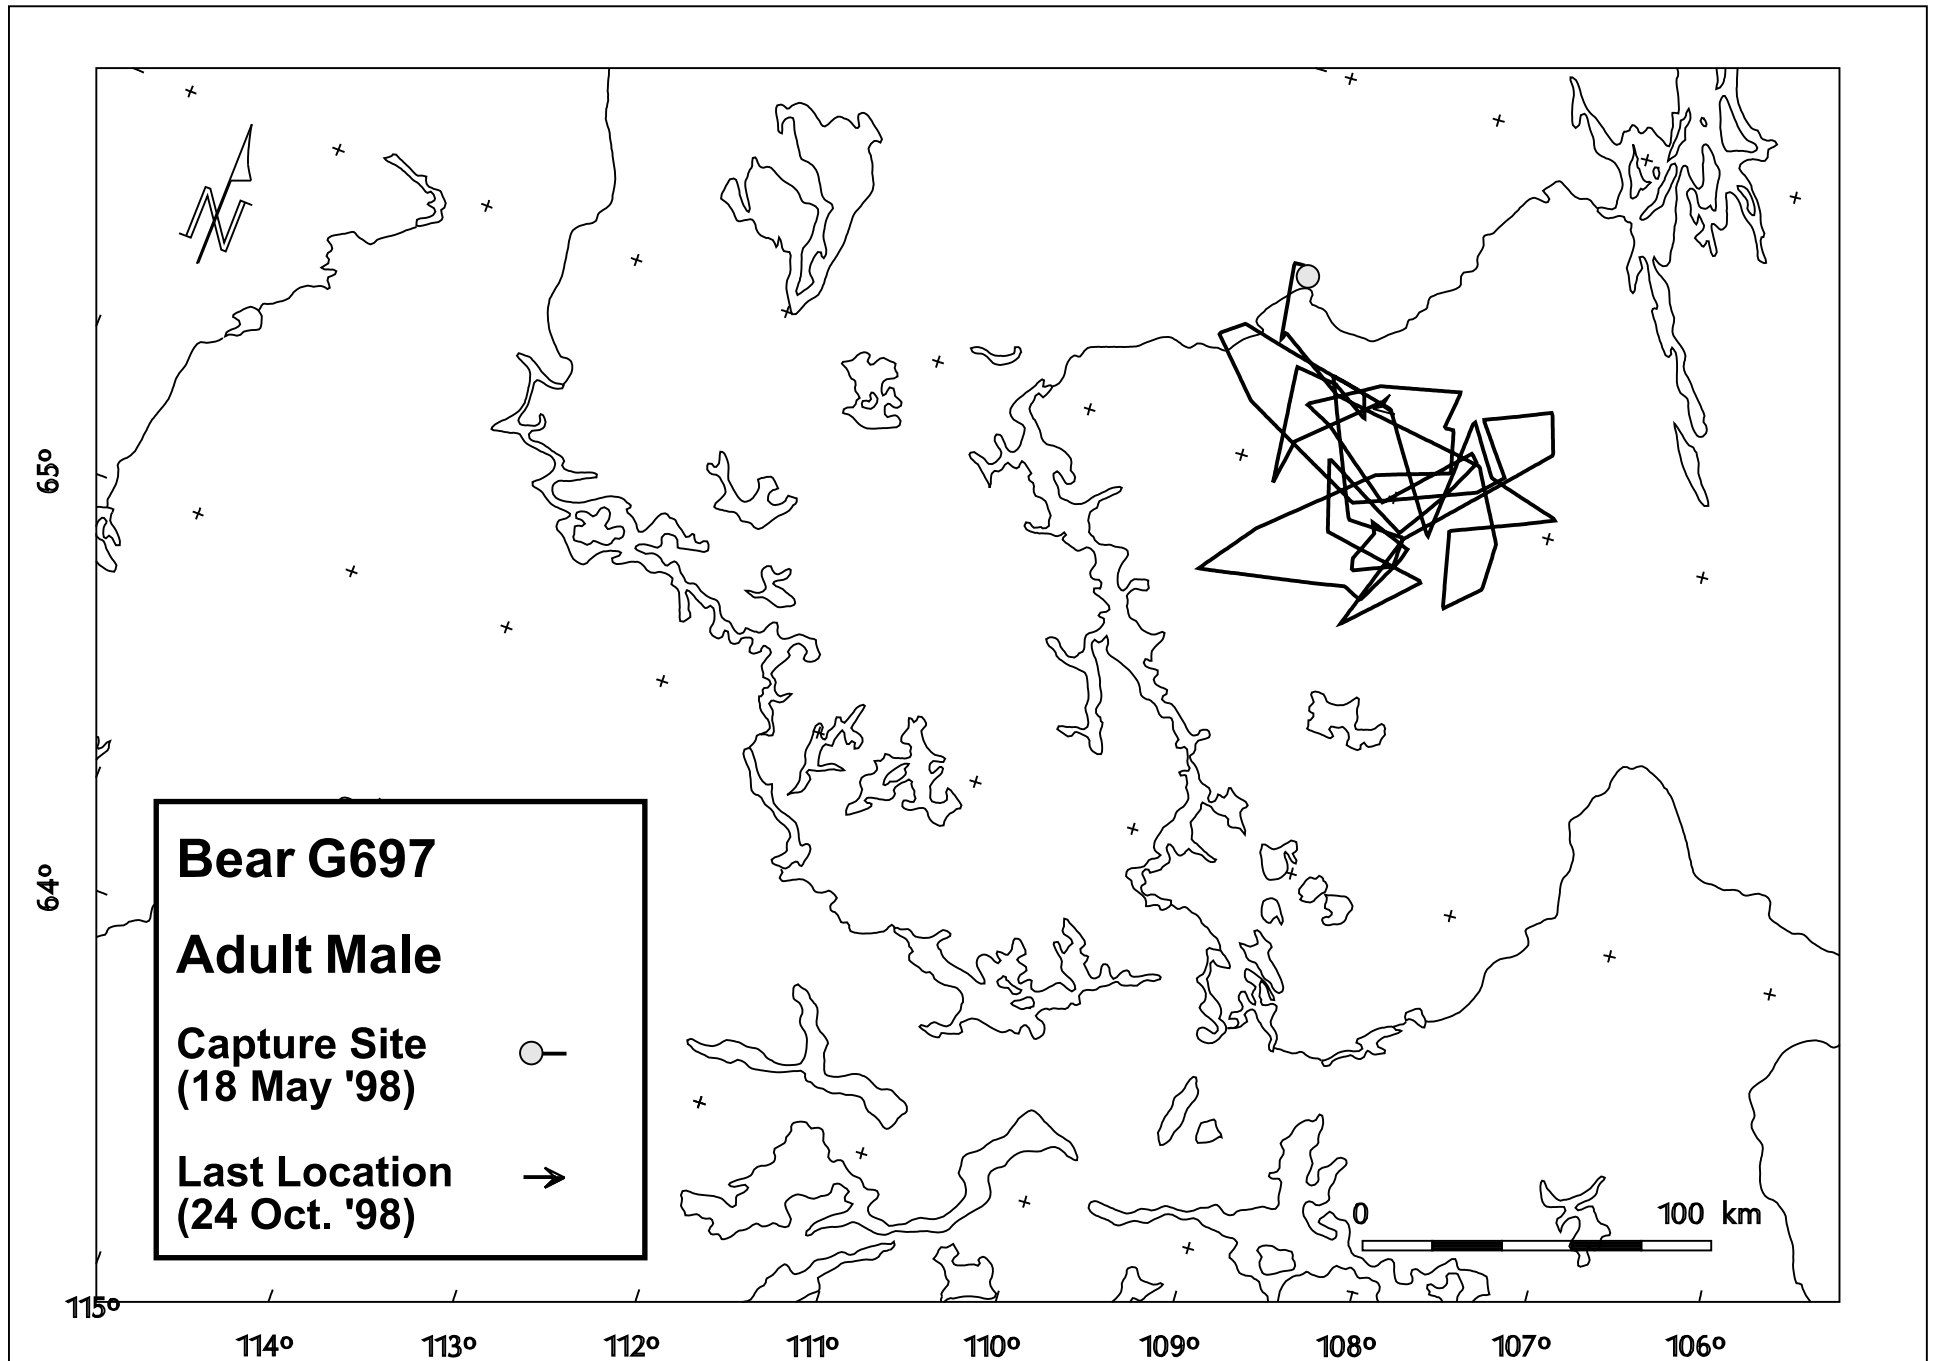 N
65º
64º
Bear G697
Adult Male
Capture Site
(18 May '98)
Last Location
(24 Oct. '98)
0 100 km
115º
114º 113º 112º 111º 110º 109º 108º 107º 106º